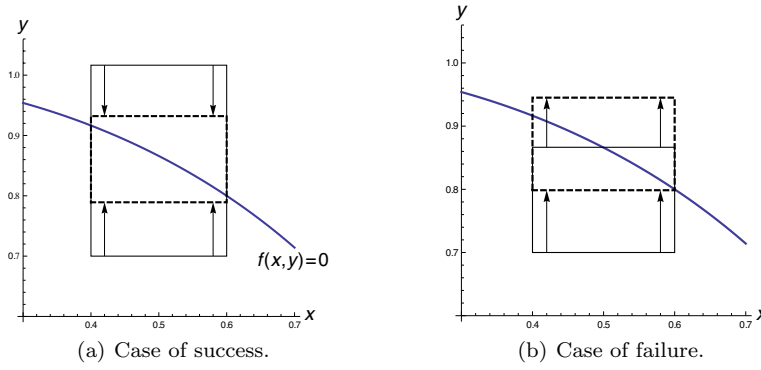 y
1.0
0.9
0.8
0.7
0.4 0.5 0.6 0.7
x
f(x,y)=0
(a) Case of success.
y
1.0
0.9
0.8
0.7
0.4 0.5 0.6 0.7
x
(b) Case of failure.